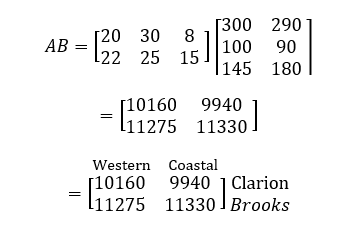 AB = [20 30 8
22 25 15] [300 290
100 90
145 180]
= [10160 9940
11275 11330]
Western Coastal
= [10160 9940
11275 11330] Clarion
Brooks